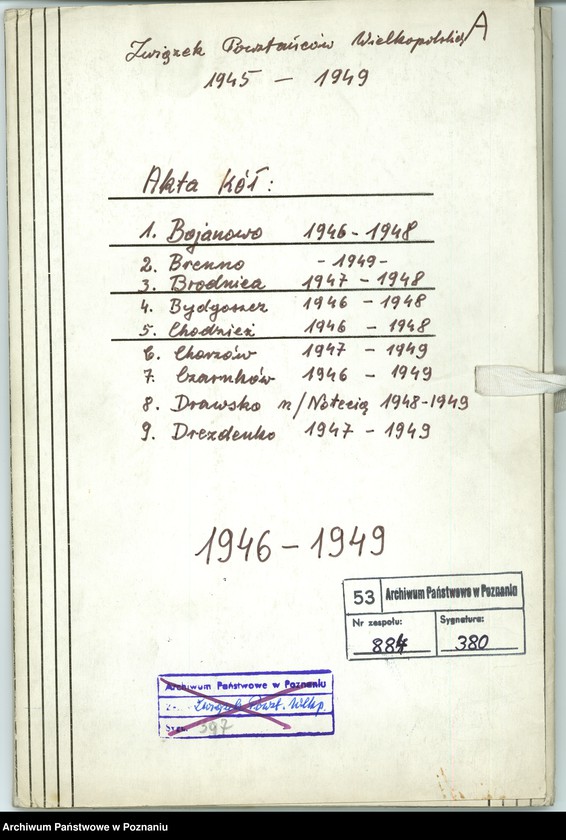 A
Związek Powstańców Wielkopolskich
1945 — 1949
Akta Kół:
1. Bojanowo 1946 - 1948
2. Brenno - 1949 -
3. Brodnica 1947 - 1948
4. Bydgoszcz 1946 - 1948
5. Chodzież 1946 - 1948
6. Chorzów 1947 - 1949
7. Czarnków 1946 - 1949
8. Drawsko n/Notecią 1948-1949
9. Drezdenko 1947 - 1949
1946 - 1949
53 Archiwum Państwowe w Poznaniu
Nr zespołu: Sygnatura:
884 380
Archiwum Państwowe w Poznaniu
Związek Powst. Wlkp.
397
Archiwum Państwowe w Poznaniu